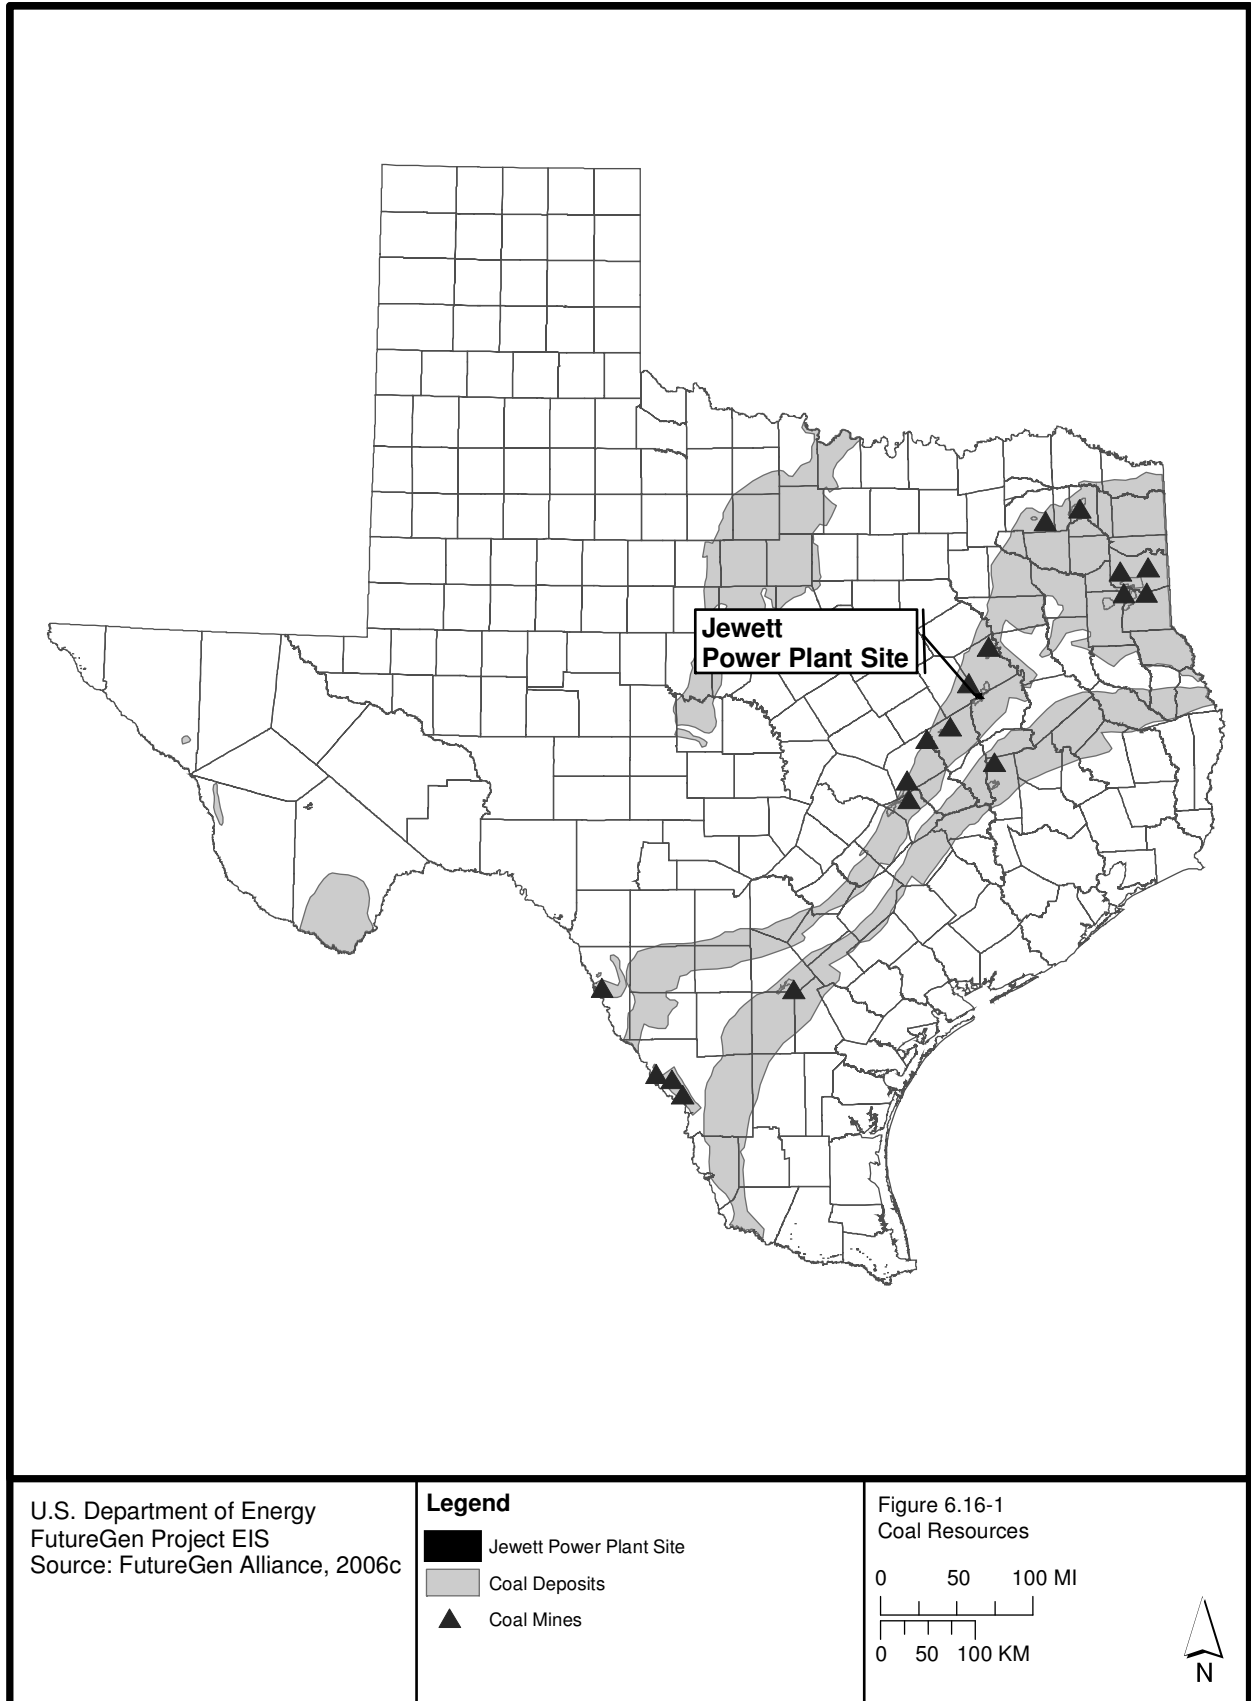 Jewett
Power Plant Site
U.S. Department of Energy
FutureGen Project EIS
Source: FutureGen Alliance, 2006c
Legend
Jewett Power Plant Site
Coal Deposits
Coal Mines
Figure 6.16-1
Coal Resources
0 50 100 MI
0 50 100 KM
N